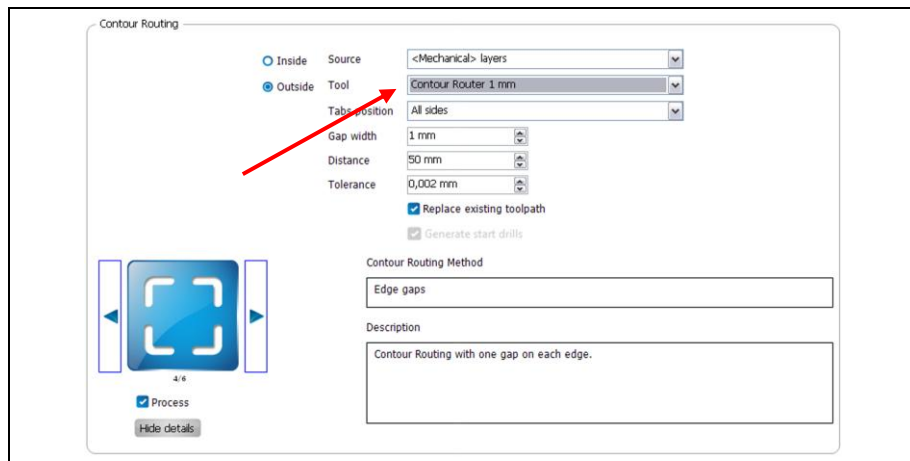 Contour Routing
Inside Source <Mechanical> layers
Outside Tool Contour Router 1 mm
Tabs position All sides
Gap width 1 mm
Distance 50 mm
Tolerance 0,002 mm
Replace existing toolpath
Generate start drills
Contour Routing Method
Edge gaps
Description
Contour Routing with one gap on each edge.
4/6
Process
Hide details